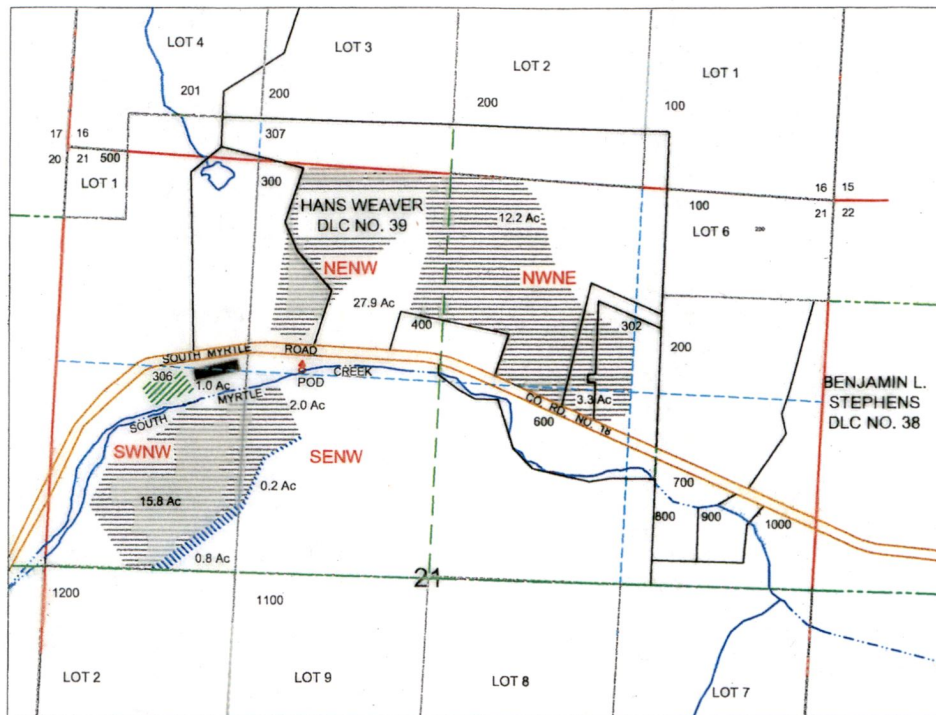 LOT 4
LOT 3
LOT 2
LOT 1
201
200
200
100
307
17 16
20 21
500
LOT 1
300
16 15
21 22
100
LOT 6
HANS WEAVER
DLC NO. 39
12.2 Ac
NENW
NWNE
27.9 Ac
400
302
200
SOUTH MYRTLE ROAD
306
1.0 Ac
POD
SOUTH MYRTLE CREEK
2.0 Ac
3.3 Ac
CO. RD. NO. 18
600
BENJAMIN L.
STEPHENS
DLC NO. 38
SWNW
SENW
15.8 Ac
0.2 Ac
0.8 Ac
700
800
900
1000
21
1200
1100
LOT 2
LOT 9
LOT 8
LOT 7